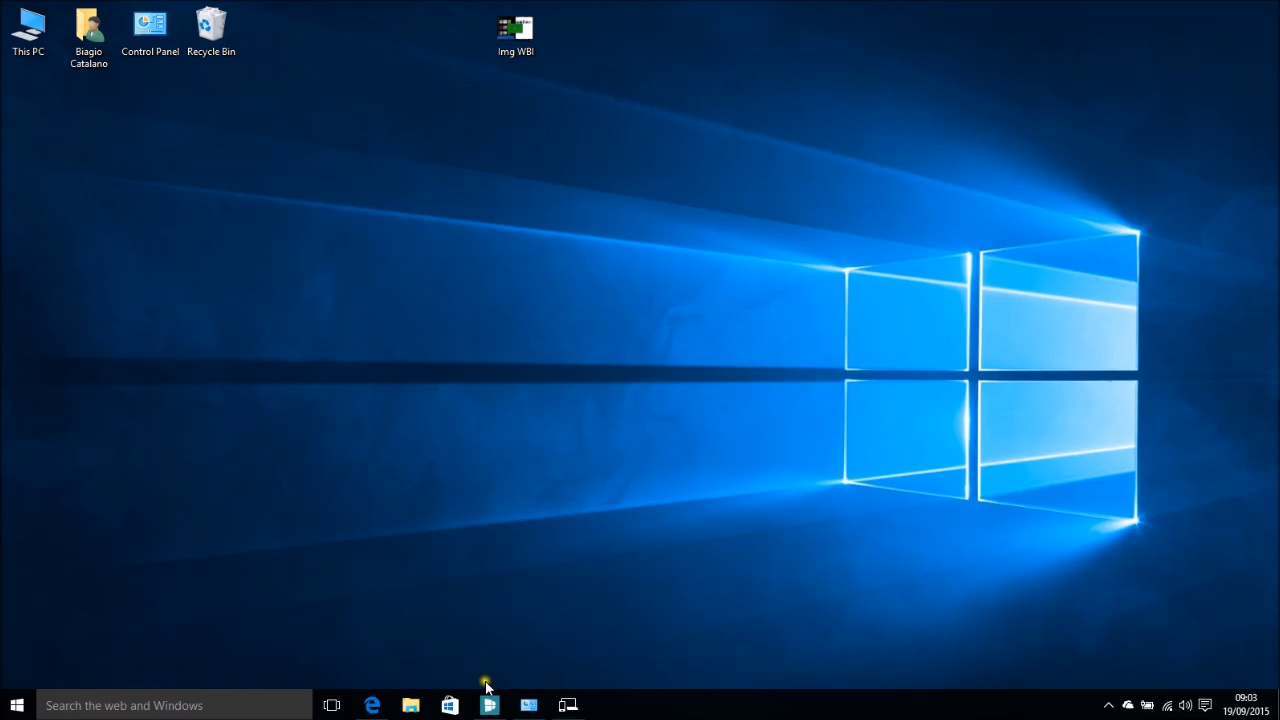 This PC
Biagio
Catalano
Control Panel
Recycle Bin
Img WBI
Search the web and Windows
09:03
19/09/2015